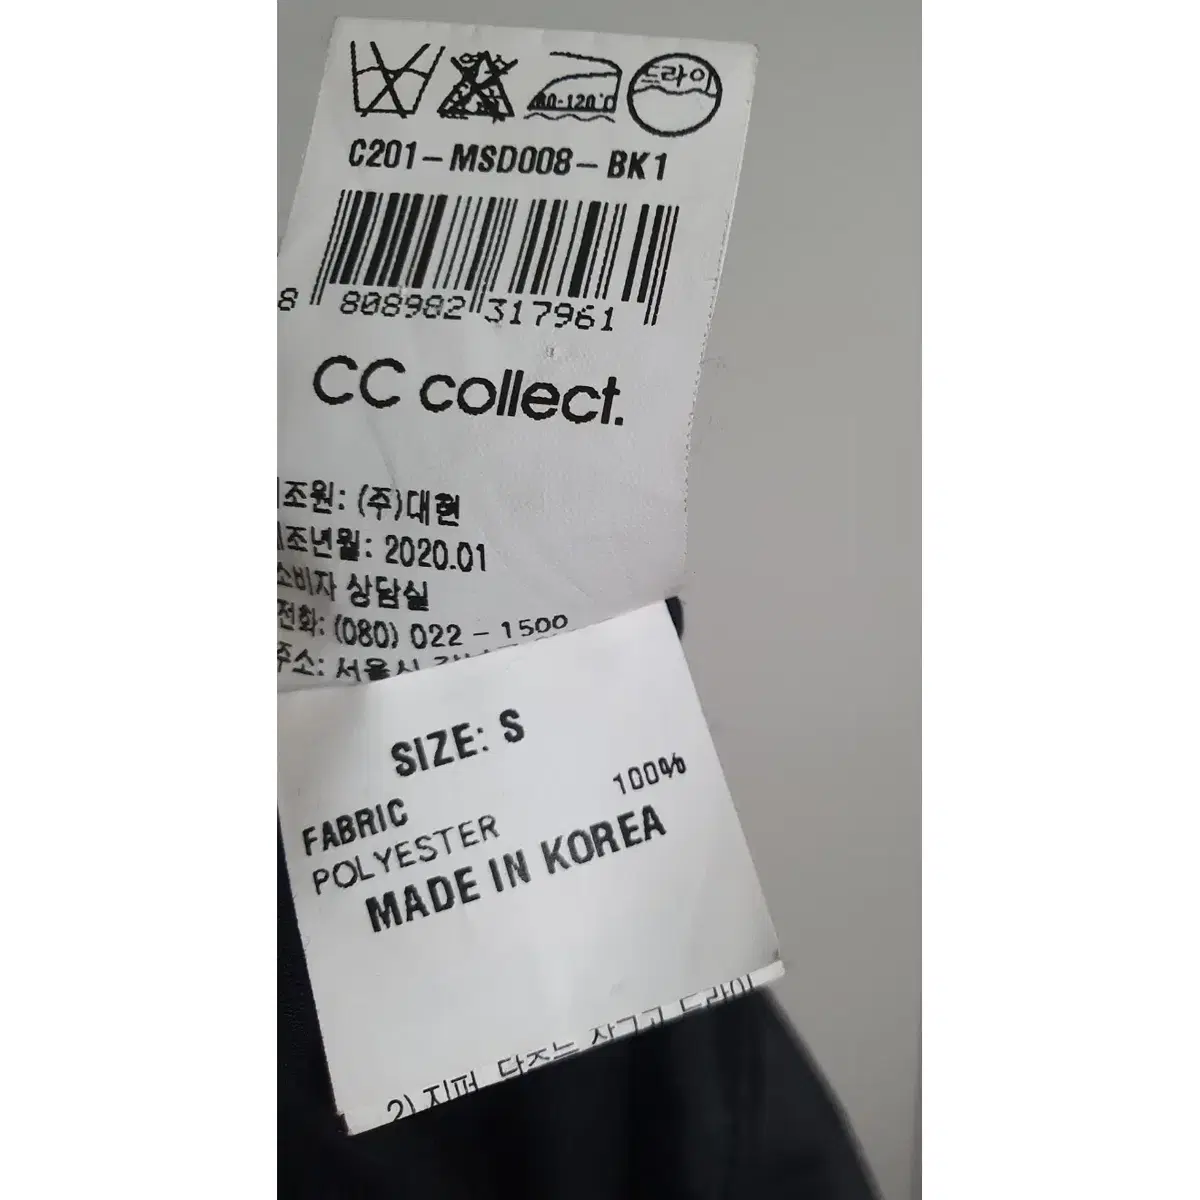 80-120℃
드라이
C201-MSD008-BK1
8 808982 317961
CC collect.
제조원: (주)대현
제조년월: 2020.01
소비자 상담실
전화: (080) 022-1500
주소: 서울시
SIZE: S
FABRIC
POLYESTER 100%
MADE IN KOREA
2) 지퍼, 단추는 잠그고 드라이